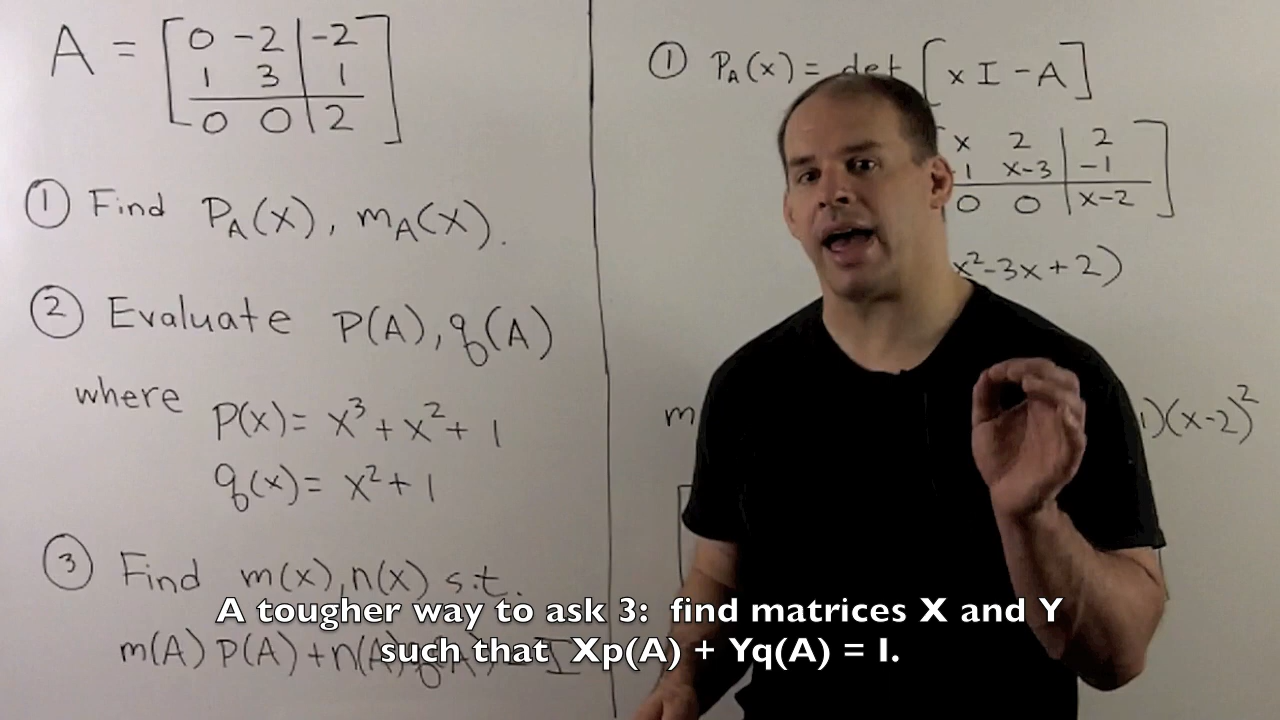 A = [ 0 -2 | -2
1 3 | 1
0 0 | 2 ]
① Find P_A(x), m_A(x).
② Evaluate p(A), q(A)
where p(x) = x³ + x² + 1
q(x) = x² + 1
③ Find m(x), n(x) s.t.
m(A) p(A) + n(A) q(A) I
① P_A(x) = det [ x I - A ]
x 2 | 2
1 x-3 | -1
0 0 | x-2 ]
x² - 3x + 2)
m 1)(x-2)²
A tougher way to ask 3: find matrices X and Y
such that Xp(A) + Yq(A) = I.